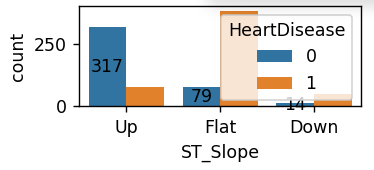 HeartDisease
0
1
count
250
0
317
79
14
Up Flat Down
ST_Slope